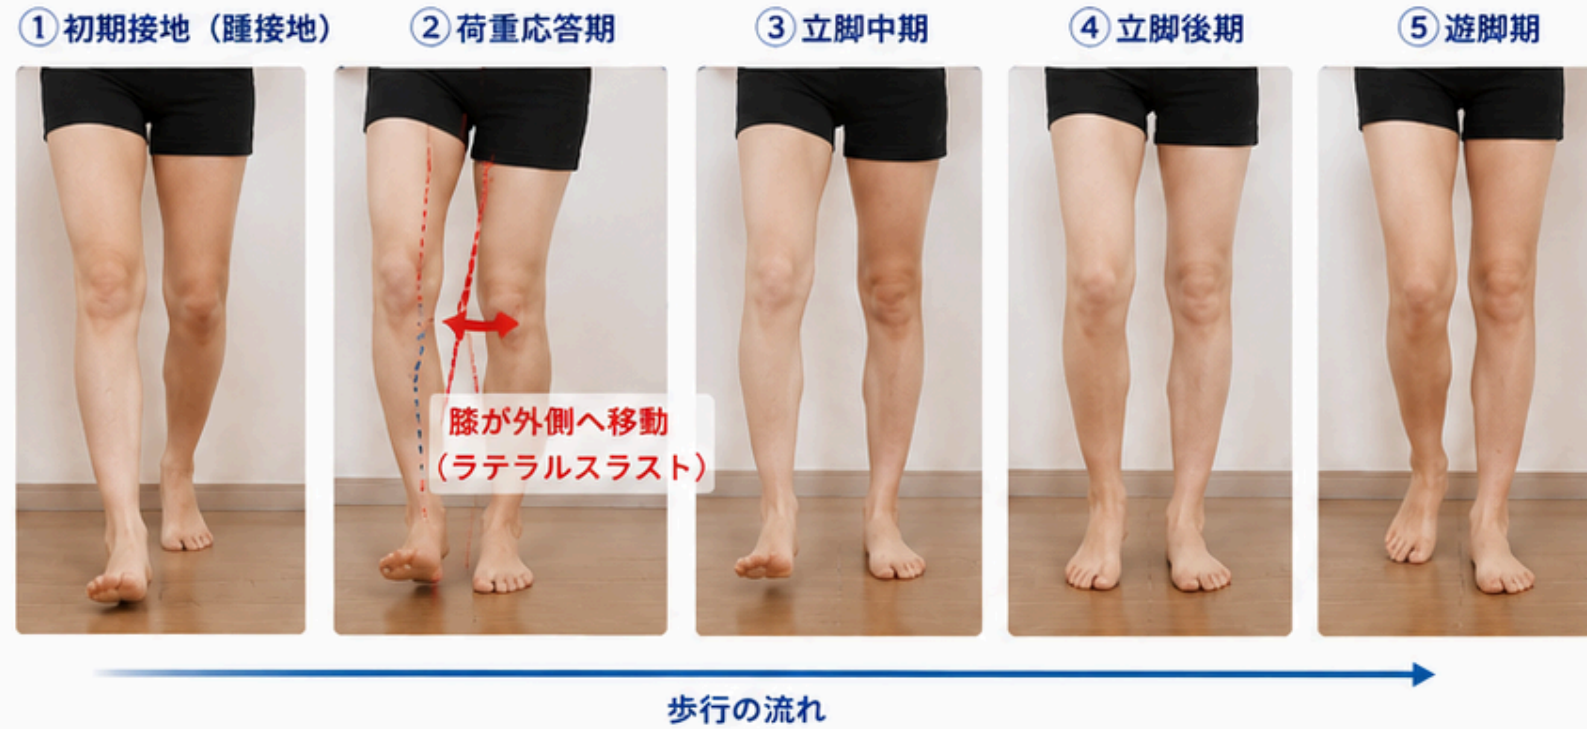 ①初期接地（踵接地）
②荷重応答期
③立脚中期
④立脚後期
⑤遊脚期
膝が外側へ移動
（ラテラルスラスト）
歩行の流れ